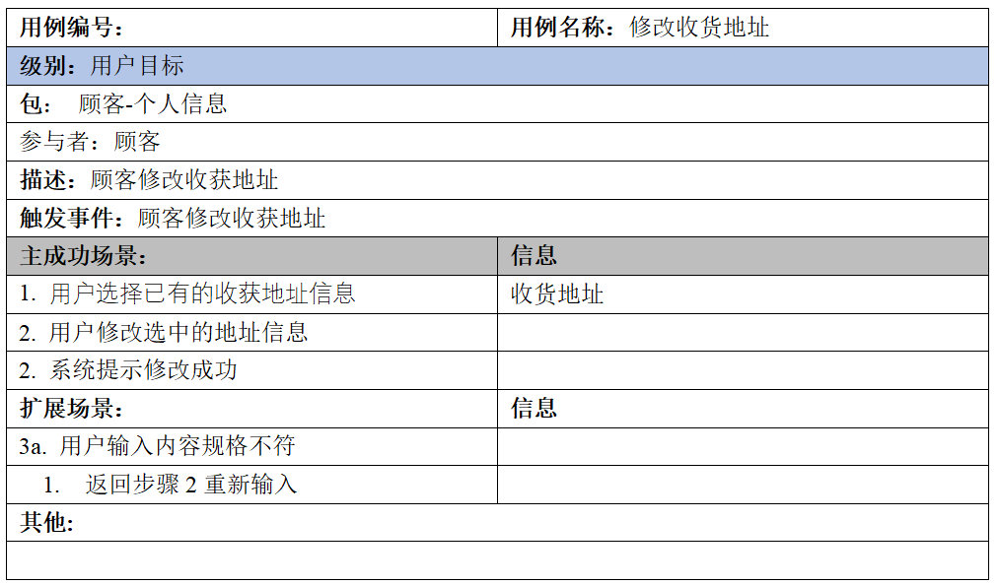 用例编号： 用例名称：修改收货地址
级别：用户目标
包： 顾客-个人信息
参与者：顾客
描述：顾客修改收获地址
触发事件：顾客修改收获地址
主成功场景： 信息
1. 用户选择已有的收获地址信息 收货地址
2. 用户修改选中的地址信息
2. 系统提示修改成功
扩展场景： 信息
3a. 用户输入内容规格不符
1. 返回步骤 2 重新输入
其他: